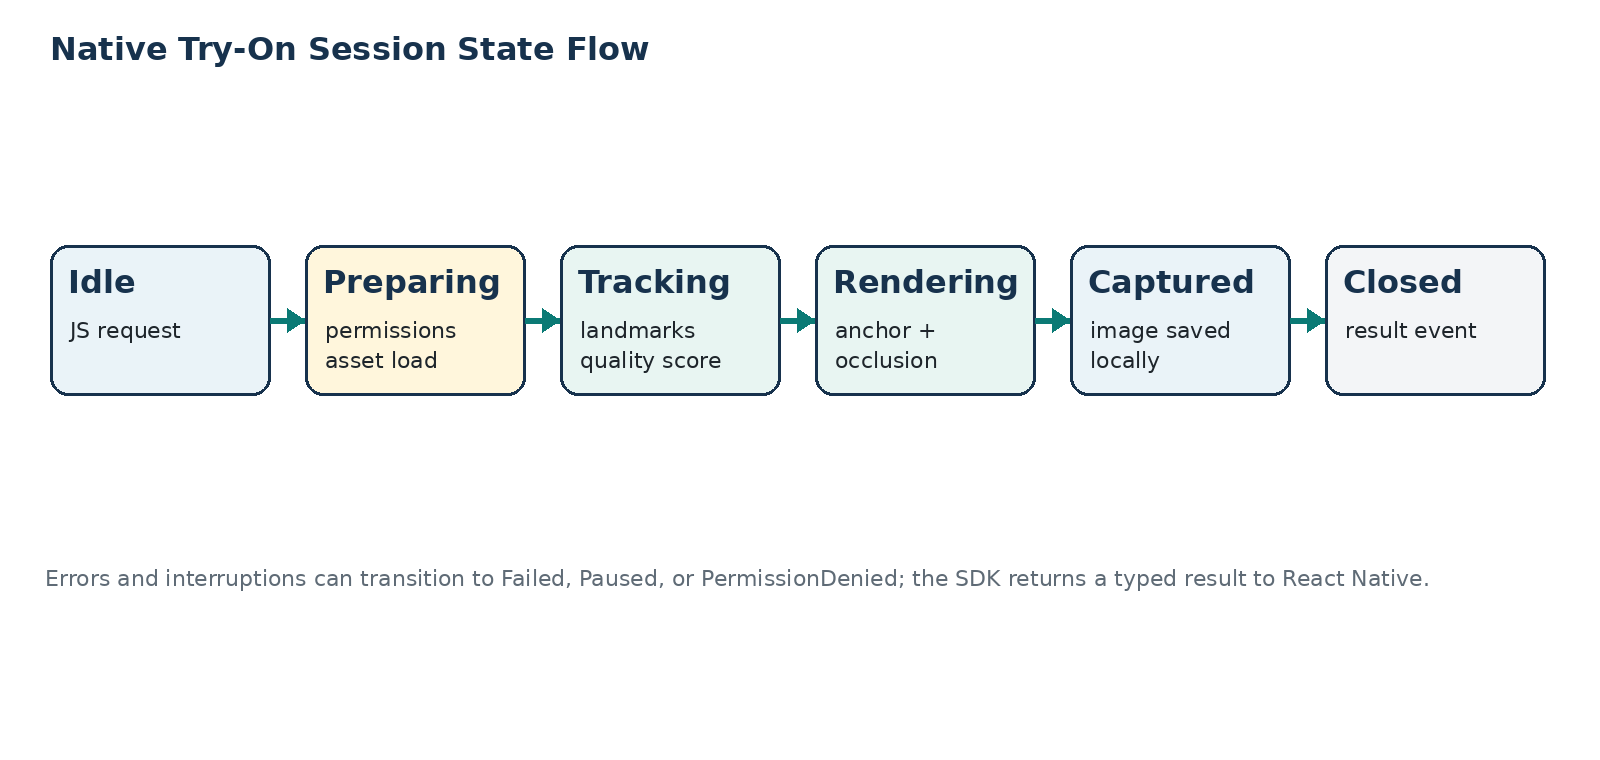 Native Try-On Session State Flow
Idle
JS request
Preparing
permissions
asset load
Tracking
landmarks
quality score
Rendering
anchor +
occlusion
Captured
image saved
locally
Closed
result event
Errors and interruptions can transition to Failed, Paused, or PermissionDenied; the SDK returns a typed result to React Native.